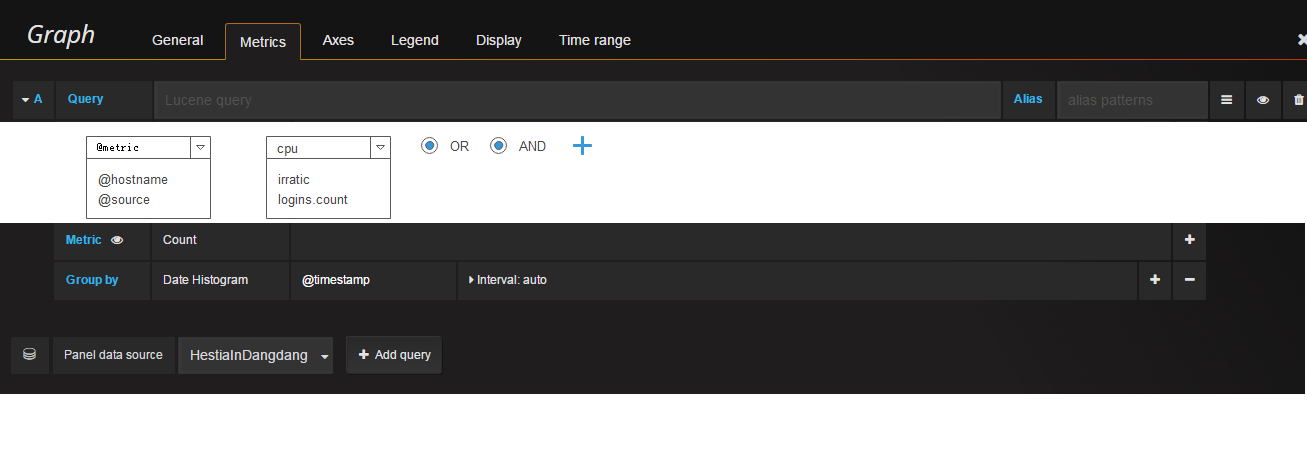 Graph General Metrics Axes Legend Display Time range
A Query Lucene query Alias alias patterns
@metric cpu OR AND
@hostname irratic
@source logins.count
Metric Count
Group by Date Histogram @timestamp Interval: auto
Panel data source HestiaInDangdang Add query